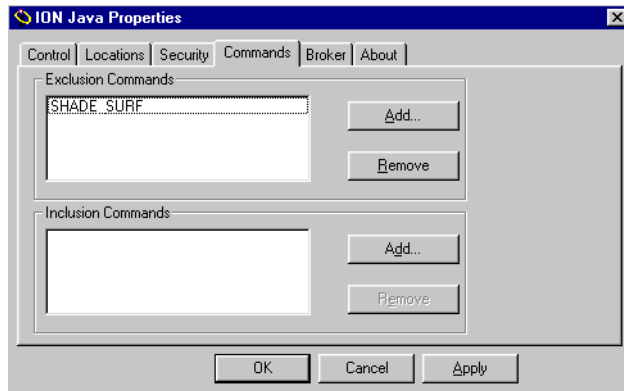 ION Java Properties
Control Locations Security Commands Broker About
Exclusion Commands
SHADE_SURF
Add...
Remove
Inclusion Commands
Add...
Remove
OK Cancel Apply